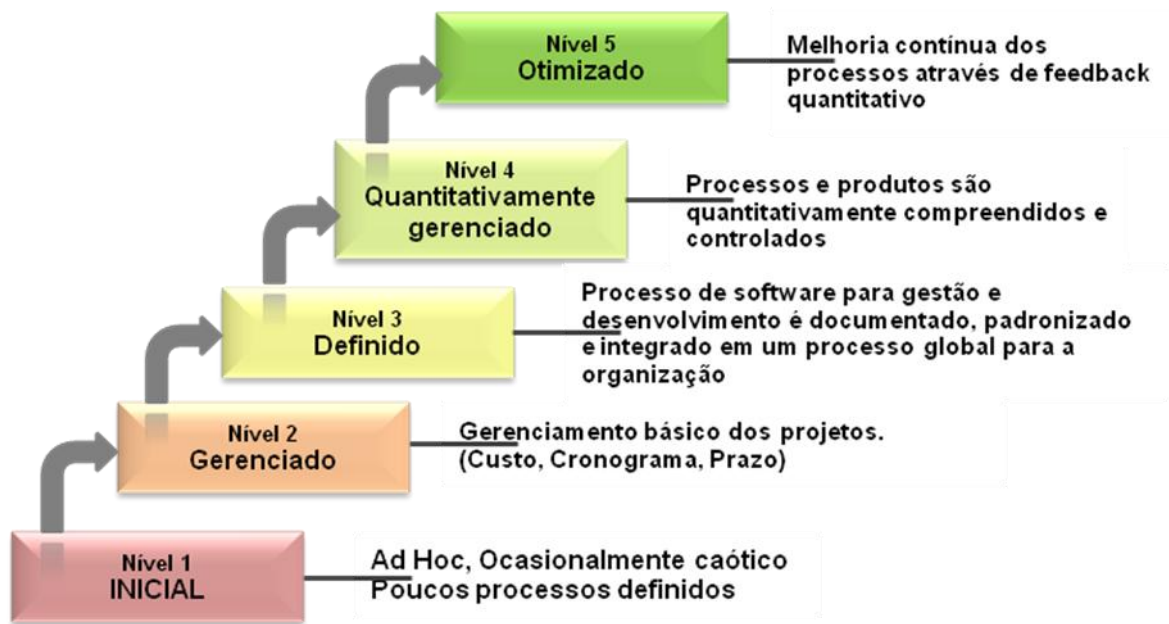 Nível 5
Otimizado
Melhoria contínua dos
processos através de feedback
quantitativo
Nível 4
Quantitativamente
gerenciado
Processos e produtos são
quantitativamente compreendidos e
controlados
Nível 3
Definido
Processo de software para gestão e
desenvolvimento é documentado, padronizado
e integrado em um processo global para a
organização
Nível 2
Gerenciado
Gerenciamento básico dos projetos.
(Custo, Cronograma, Prazo)
Nível 1
INICIAL
Ad Hoc, Ocasionalmente caótico
Poucos processos definidos